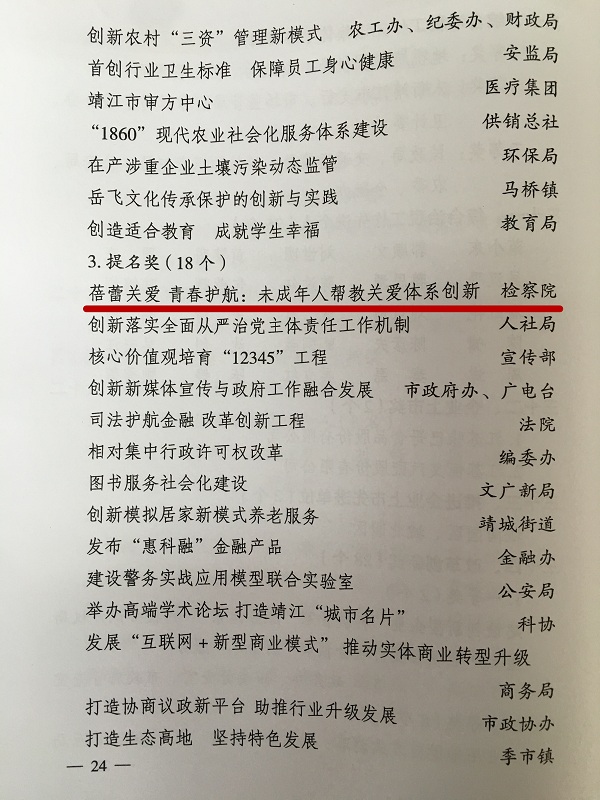 创新农村“三资”管理新模式 农工办、纪委办、财政局
首创行业卫生标准 保障员工身心健康 安监局
靖江市审方中心 医疗集团
“1860”现代农业社会化服务体系建设 供销总社
在产涉重企业土壤污染动态监管 环保局
岳飞文化传承保护的创新与实践 马桥镇
创造适合教育 成就学生幸福 教育局
3. 提名奖(18 个)
蓓蕾关爱 青春护航：未成年人帮教关爱体系创新 检察院
创新落实全面从严治党主体责任工作机制 人社局
核心价值观培育“12345”工程 宣传部
创新新媒体宣传与政府工作融合发展 市政府办、广电台
司法护航金融 改革创新工程 法院
相对集中行政许可权改革 编委办
图书服务社会化建设 文广新局
创新模拟居家新模式养老服务 靖城街道
发布“惠科融”金融产品 金融办
建设警务实战应用模型联合实验室 公安局
举办高端学术论坛 打造靖江“城市名片” 科协
发展“互联网+新型商业模式” 推动实体商业转型升级
商务局
打造协商议政新平台 助推行业升级发展 市政协办
打造生态高地 坚持特色发展 季市镇
— 24 —